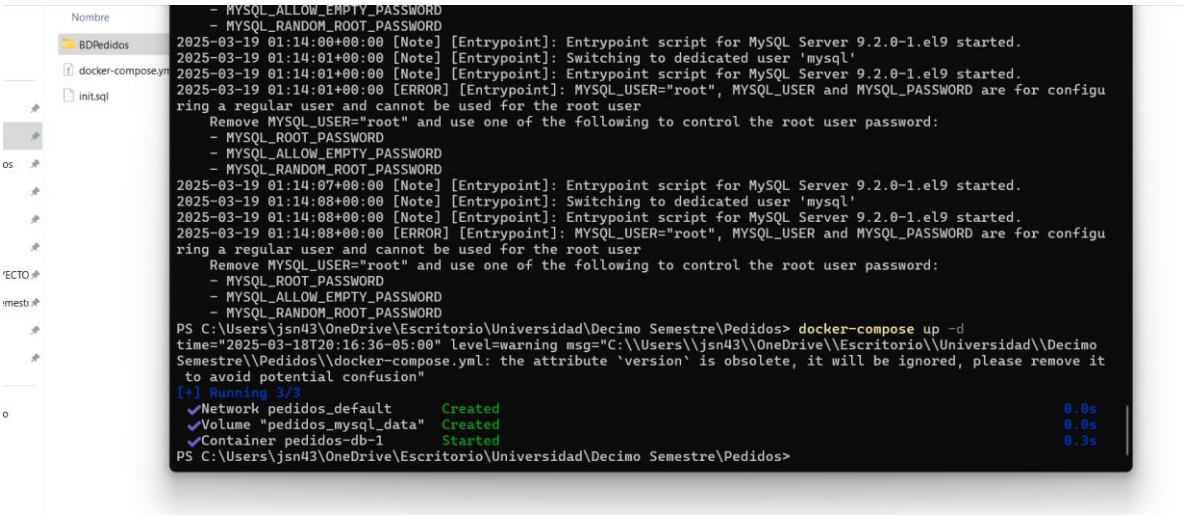 Nombre
BDPedidos
docker-compose.ym
init.sql
os
YECTO
emestr
o
- MYSQL_ALLOW_EMPTY_PASSWORD
- MYSQL_RANDOM_ROOT_PASSWORD
2025-03-19 01:14:00+00:00 [Note] [Entrypoint]: Entrypoint script for MySQL Server 9.2.0-1.el9 started.
2025-03-19 01:14:01+00:00 [Note] [Entrypoint]: Switching to dedicated user 'mysql'
2025-03-19 01:14:01+00:00 [Note] [Entrypoint]: Entrypoint script for MySQL Server 9.2.0-1.el9 started.
2025-03-19 01:14:01+00:00 [ERROR] [Entrypoint]: MYSQL_USER="root", MYSQL_USER and MYSQL_PASSWORD are for configu
ring a regular user and cannot be used for the root user
Remove MYSQL_USER="root" and use one of the following to control the root user password:
- MYSQL_ROOT_PASSWORD
- MYSQL_ALLOW_EMPTY_PASSWORD
- MYSQL_RANDOM_ROOT_PASSWORD
2025-03-19 01:14:07+00:00 [Note] [Entrypoint]: Entrypoint script for MySQL Server 9.2.0-1.el9 started.
2025-03-19 01:14:08+00:00 [Note] [Entrypoint]: Switching to dedicated user 'mysql'
2025-03-19 01:14:08+00:00 [Note] [Entrypoint]: Entrypoint script for MySQL Server 9.2.0-1.el9 started.
2025-03-19 01:14:08+00:00 [ERROR] [Entrypoint]: MYSQL_USER="root", MYSQL_USER and MYSQL_PASSWORD are for configu
ring a regular user and cannot be used for the root user
Remove MYSQL_USER="root" and use one of the following to control the root user password:
- MYSQL_ROOT_PASSWORD
- MYSQL_ALLOW_EMPTY_PASSWORD
- MYSQL_RANDOM_ROOT_PASSWORD
PS C:\Users\jsn43\OneDrive\Escritorio\Universidad\Decimo Semestre\Pedidos> docker-compose up -d
time="2025-03-18T20:16:36-05:00" level=warning msg="C:\\Users\\jsn43\\OneDrive\\Escritorio\\Universidad\\Decimo
Semestre\\Pedidos\\docker-compose.yml: the attribute `version` is obsolete, it will be ignored, please remove it
to avoid potential confusion"
[+] Running 3/3
Network pedidos_default Created 0.0s
Volume "pedidos_mysql_data" Created 0.0s
Container pedidos-db-1 Started 0.3s
PS C:\Users\jsn43\OneDrive\Escritorio\Universidad\Decimo Semestre\Pedidos>